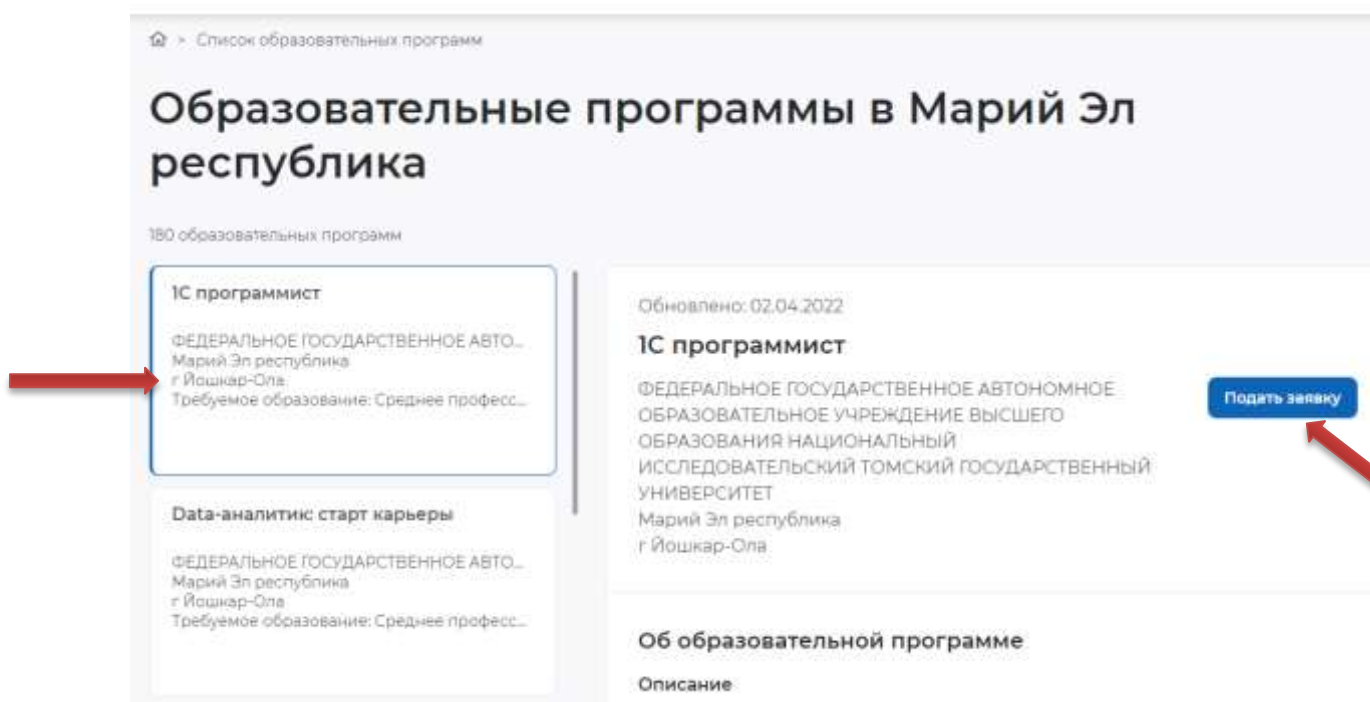 > Список образовательных программ
Образовательные программы в Марий Эл
республика
180 образовательных программ
1С программист
ФЕДЕРАЛЬНОЕ ГОСУДАРСТВЕННОЕ АВТО...
Марий Эл республика
г Йошкар-Ола
Требуемое образование: Среднее професс...
Data-аналитик: старт карьеры
ФЕДЕРАЛЬНОЕ ГОСУДАРСТВЕННОЕ АВТО...
Марий Эл республика
г Йошкар-Ола
Требуемое образование: Среднее професс...
Обновлено: 02.04.2022
1С программист
ФЕДЕРАЛЬНОЕ ГОСУДАРСТВЕННОЕ АВТОНОМНОЕ
ОБРАЗОВАТЕЛЬНОЕ УЧРЕЖДЕНИЕ ВЫСШЕГО
ОБРАЗОВАНИЯ НАЦИОНАЛЬНЫЙ
ИССЛЕДОВАТЕЛЬСКИЙ ТОМСКИЙ ГОСУДАРСТВЕННЫЙ
УНИВЕРСИТЕТ
Марий Эл республика
г Йошкар-Ола
Подать заявку
Об образовательной программе
Описание